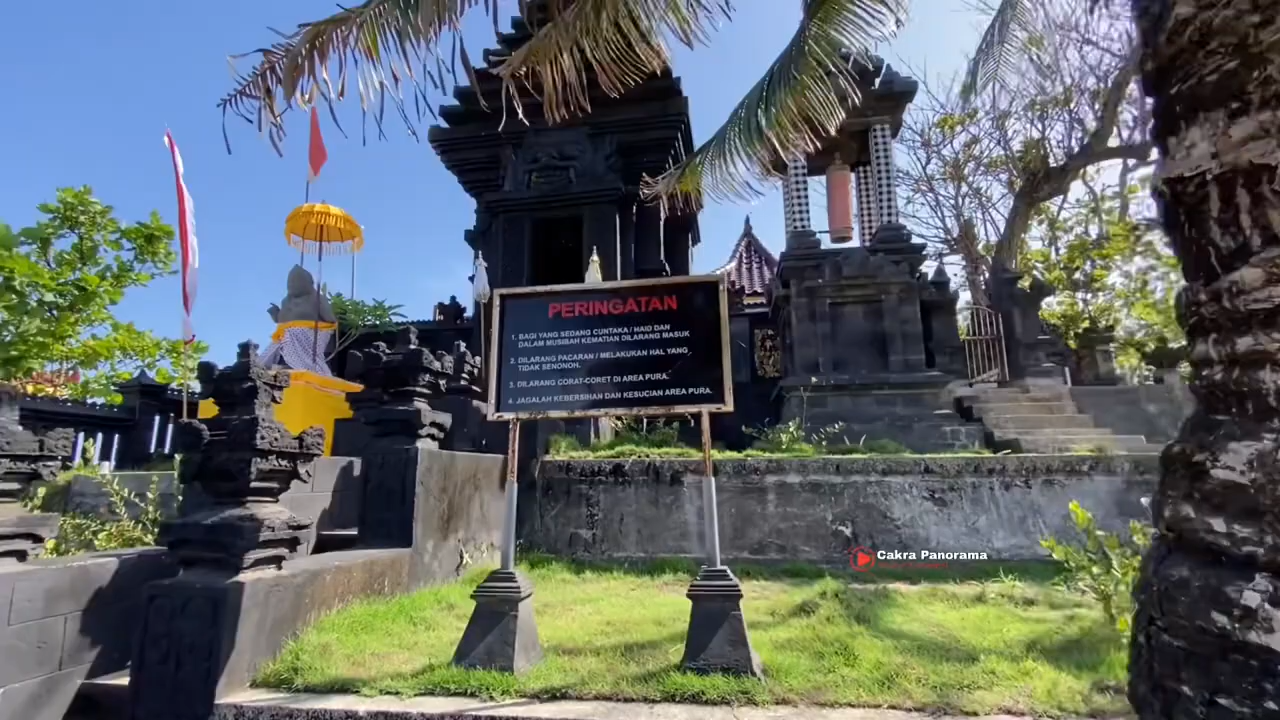 PERINGATAN
1. BAGI YANG SEDANG CUNTAKA / HAID DAN
DALAM MUSIBAH KEMATIAN DILARANG MASUK
2. DILARANG PACARAN / MELAKUKAN HAL YANG
TIDAK SENONOH.
3. DILARANG CORAT-CORET DI AREA PURA.
4. JAGALAH KEBERSIHAN DAN KESUCIAN AREA PURA.
Cakra Panorama